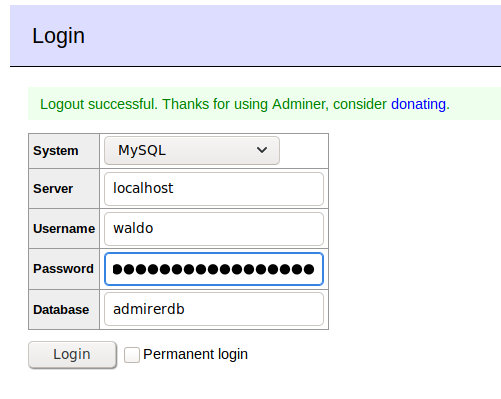 Login
Logout successful. Thanks for using Adminer, consider donating.
System MySQL
Server localhost
Username waldo
Password ●●●●●●●●●●●●●●●●●
Database admirerdb
Login Permanent login